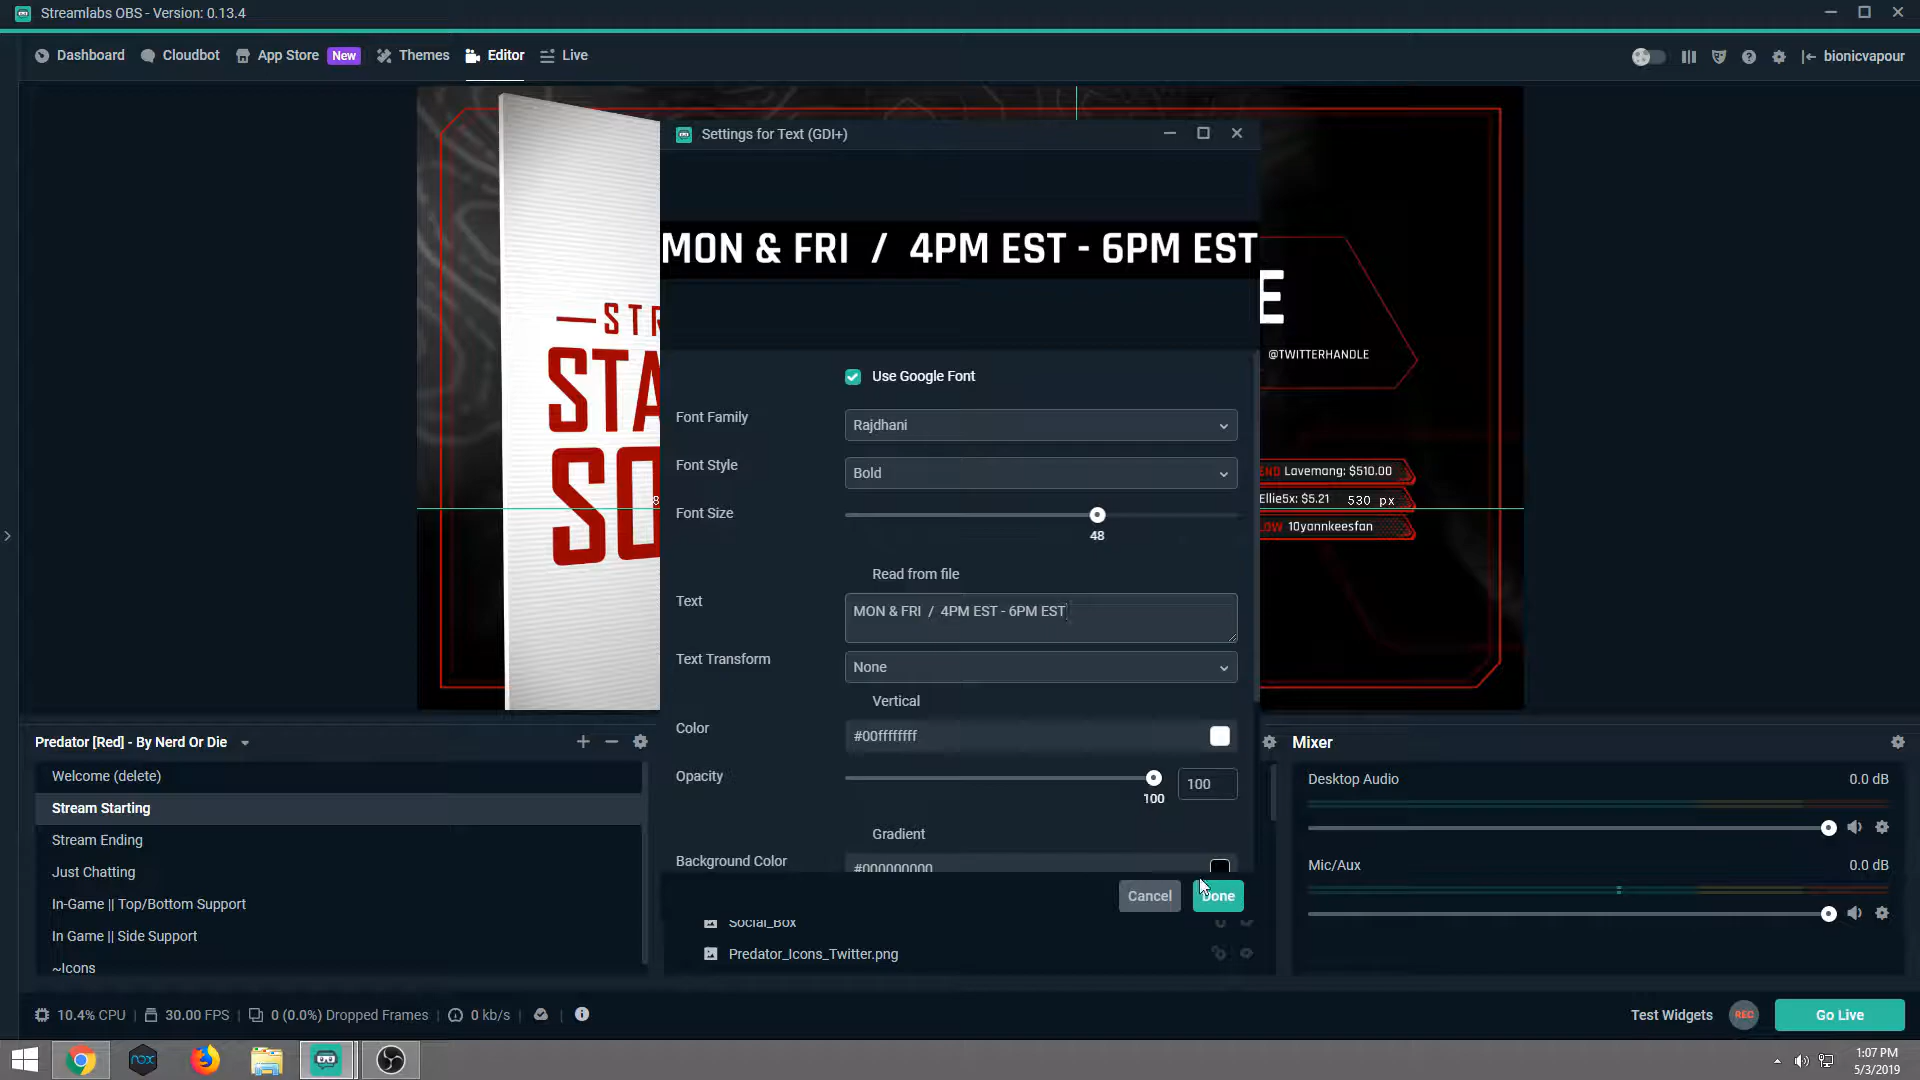 Streamlabs OBS - Version: 0.13.4
Dashboard Cloudbot App Store New Themes Editor Live bionicvapour
Settings for Text (GDI+)
MON & FRI / 4PM EST - 6PM EST
STR
STA
SO
E
@TWITTERHANDLE
Lavemang: $510.00
Ellie5x: $5.21
530 px
10yannkeesfan
8
Use Google Font
Font Family Rajdhani
Font Style Bold
Font Size
48
Read from file
Text MON & FRI / 4PM EST - 6PM EST
Text Transform None
Vertical
Color #00ffffffff
Opacity 100
100
Gradient
Background Color #000000000
Cancel Done
Predator [Red] - By Nerd Or Die
Welcome (delete)
Stream Starting
Stream Ending
Just Chatting
In-Game || Top/Bottom Support
In Game || Side Support
~Icons
Social_Box
Predator_Icons_Twitter.png
Mixer
Desktop Audio 0.0 dB
Mic/Aux 0.0 dB
10.4% CPU 30.00 FPS 0 (0.0%) Dropped Frames 0 kb/s
Test Widgets REC Go Live
nox
1:07 PM
5/3/2019